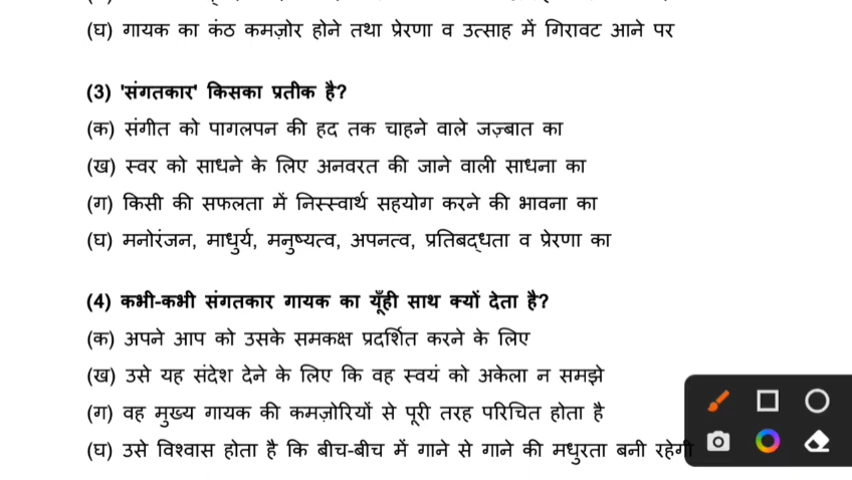 (घ) गायक का कंठ कमज़ोर होने तथा प्रेरणा व उत्साह में गिरावट आने पर
(3) 'संगतकार' किसका प्रतीक है?
(क) संगीत को पागलपन की हद तक चाहने वाले जज़्बात का
(ख) स्वर को साधने के लिए अनवरत की जाने वाली साधना का
(ग) किसी की सफलता में निस्स्वार्थ सहयोग करने की भावना का
(घ) मनोरंजन, माधुर्य, मनुष्यत्व, अपनत्व, प्रतिबद्धता व प्रेरणा का
(4) कभी-कभी संगतकार गायक का यूँही साथ क्यों देता है?
(क) अपने आप को उसके समकक्ष प्रदर्शित करने के लिए
(ख) उसे यह संदेश देने के लिए कि वह स्वयं को अकेला न समझे
(ग) वह मुख्य गायक की कमज़ोरियों से पूरी तरह परिचित होता है
(घ) उसे विश्वास होता है कि बीच-बीच में गाने से गाने की मधुरता बनी रहेगी